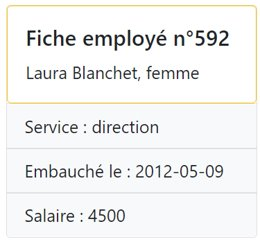 Fiche employé n°592
Laura Blanchet, femme
Service : direction
Embauché le : 2012-05-09
Salaire : 4500